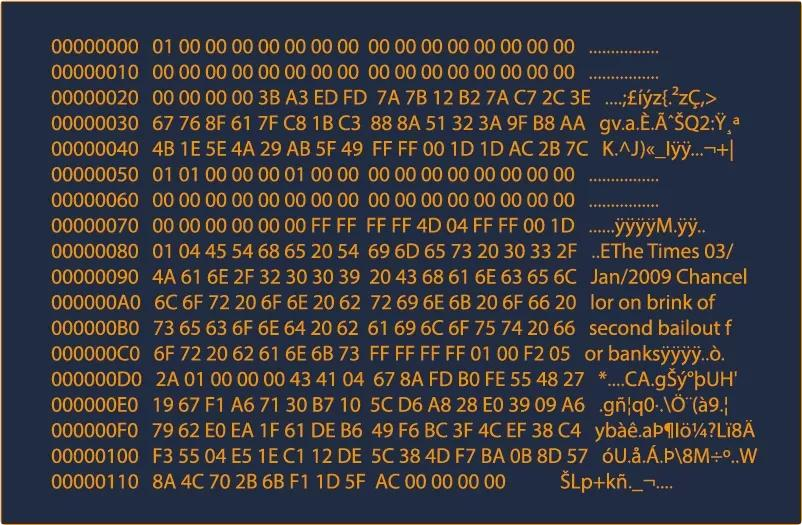 00000000 01 00 00 00 00 00 00 00 00 00 00 00 00 00 00 00 ................
00000010 00 00 00 00 00 00 00 00 00 00 00 00 00 00 00 00 ................
00000020 00 00 00 00 3B A3 ED FD 7A 7B 12 B2 7A C7 2C 3E ....;£íýz{.²zÇ,>
00000030 67 76 8F 61 7F C8 1B C3 88 8A 51 32 3A 9F B8 AA gv.a.È.ÃˆŠQ2:Ÿ¸ª
00000040 4B 1E 5E 4A 29 AB 5F 49 FF FF 00 1D 1D AC 2B 7C K.^J)«_Iÿÿ...¬+|
00000050 01 01 00 00 00 01 00 00 00 00 00 00 00 00 00 00 ................
00000060 00 00 00 00 00 00 00 00 00 00 00 00 00 00 00 00 ................
00000070 00 00 00 00 00 00 FF FF FF FF 4D 04 FF FF 00 1D ......ÿÿÿÿM.ÿÿ..
00000080 01 04 45 54 68 65 20 54 69 6D 65 73 20 30 33 2F ..EThe Times 03/
00000090 4A 61 6E 2F 32 30 30 39 20 43 68 61 6E 63 65 6C Jan/2009 Chancel
000000A0 6C 6F 72 20 6F 6E 20 62 72 69 6E 6B 20 6F 66 20 lor on brink of
000000B0 73 65 63 6F 6E 64 20 62 61 69 6C 6F 75 74 20 66 second bailout f
000000C0 6F 72 20 62 61 6E 6B 73 FF FF FF FF 01 00 F2 05 or banksÿÿÿÿ..ò.
000000D0 2A 01 00 00 00 43 41 04 67 8A FD B0 FE 55 48 27 *....CA.gŠý°þUH'
000000E0 19 67 F1 A6 71 30 B7 10 5C D6 A8 28 E0 39 09 A6 .gñ¦q0·.\Ö¨(à9.¦
000000F0 79 62 E0 EA 1F 61 DE B6 49 F6 BC 3F 4C EF 38 C4 ybàê.aÞ¶Iö¼?Lï8Ä
00000100 F3 55 04 E5 1E C1 12 DE 5C 38 4D F7 BA 0B 8D 57 óU.å.Á.Þ\8M÷º..W
00000110 8A 4C 70 2B 6B F1 1D 5F AC 00 00 00 00 ŠLp+kñ._¬....